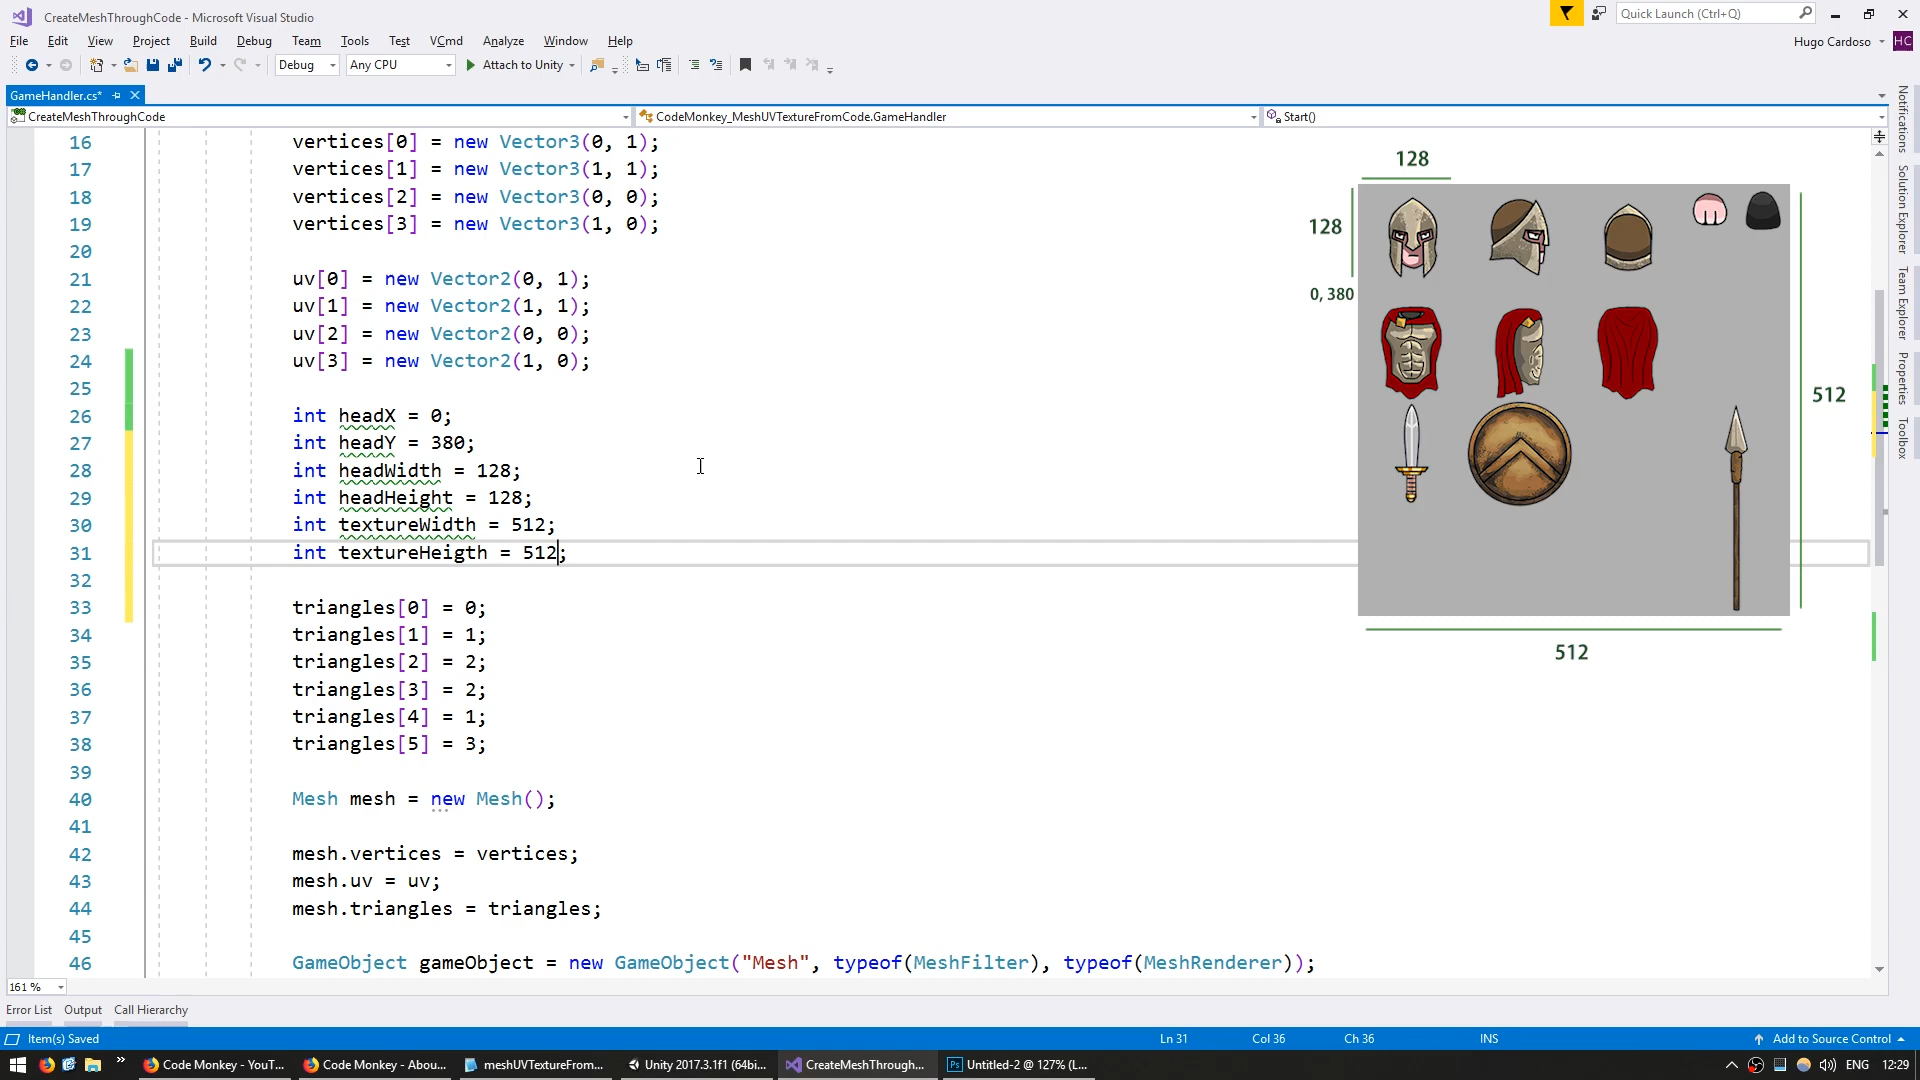 CreateMeshThroughCode - Microsoft Visual Studio
Quick Launch (Ctrl+Q)
File Edit View Project Build Debug Team Tools Test VCmd Analyze Window Help
Hugo Cardoso HC
Debug Any CPU Attach to Unity
GameHandler.cs*
CreateMeshThroughCode CodeMonkey_MeshUVTextureFromCode.GameHandler Start()
16 vertices[0] = new Vector3(0, 1);
17 vertices[1] = new Vector3(1, 1);
18 vertices[2] = new Vector3(0, 0);
19 vertices[3] = new Vector3(1, 0);
20
21 uv[0] = new Vector2(0, 1);
22 uv[1] = new Vector2(1, 1);
23 uv[2] = new Vector2(0, 0);
24 uv[3] = new Vector2(1, 0);
25
26 int headX = 0;
27 int headY = 380;
28 int headWidth = 128;
29 int headHeight = 128;
30 int textureWidth = 512;
31 int textureHeigth = 512;
32
33 triangles[0] = 0;
34 triangles[1] = 1;
35 triangles[2] = 2;
36 triangles[3] = 2;
37 triangles[4] = 1;
38 triangles[5] = 3;
39
40 Mesh mesh = new Mesh();
41
42 mesh.vertices = vertices;
43 mesh.uv = uv;
44 mesh.triangles = triangles;
45
46 GameObject gameObject = new GameObject("Mesh", typeof(MeshFilter), typeof(MeshRenderer));
128
128
0, 380
512
512
Notifications
Solution Explorer
Team Explorer
Properties
Toolbox
161 %
Error List Output Call Hierarchy
Item(s) Saved Ln 31 Col 36 Ch 36 INS Add to Source Control
Code Monkey - YouT... Code Monkey - Abou... meshUVTextureFrom... Unity 2017.3.1f1 (64bi... CreateMeshThrough... Ps Untitled-2 @ 127% (L... ENG 12:29